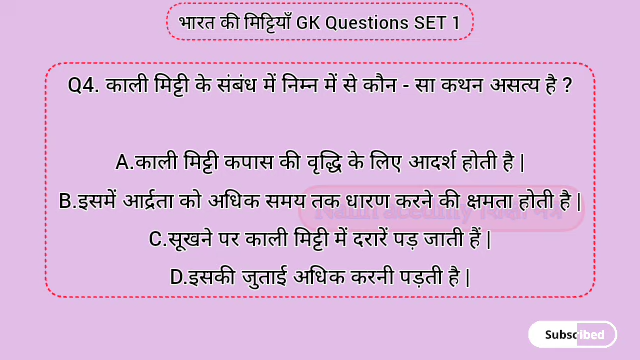 भारत की मिट्टियाँ GK Questions SET 1
Q4. काली मिट्टी के संबंध में निम्न में से कौन - सा कथन असत्य है ?
A.काली मिट्टी कपास की वृद्धि के लिए आदर्श होती है |
B.इसमें आर्द्रता को अधिक समय तक धारण करने की क्षमता होती है |
C.सूखने पर काली मिट्टी में दरारें पड़ जाती हैं |
D.इसकी जुताई अधिक करनी पड़ती है |
Subscribed